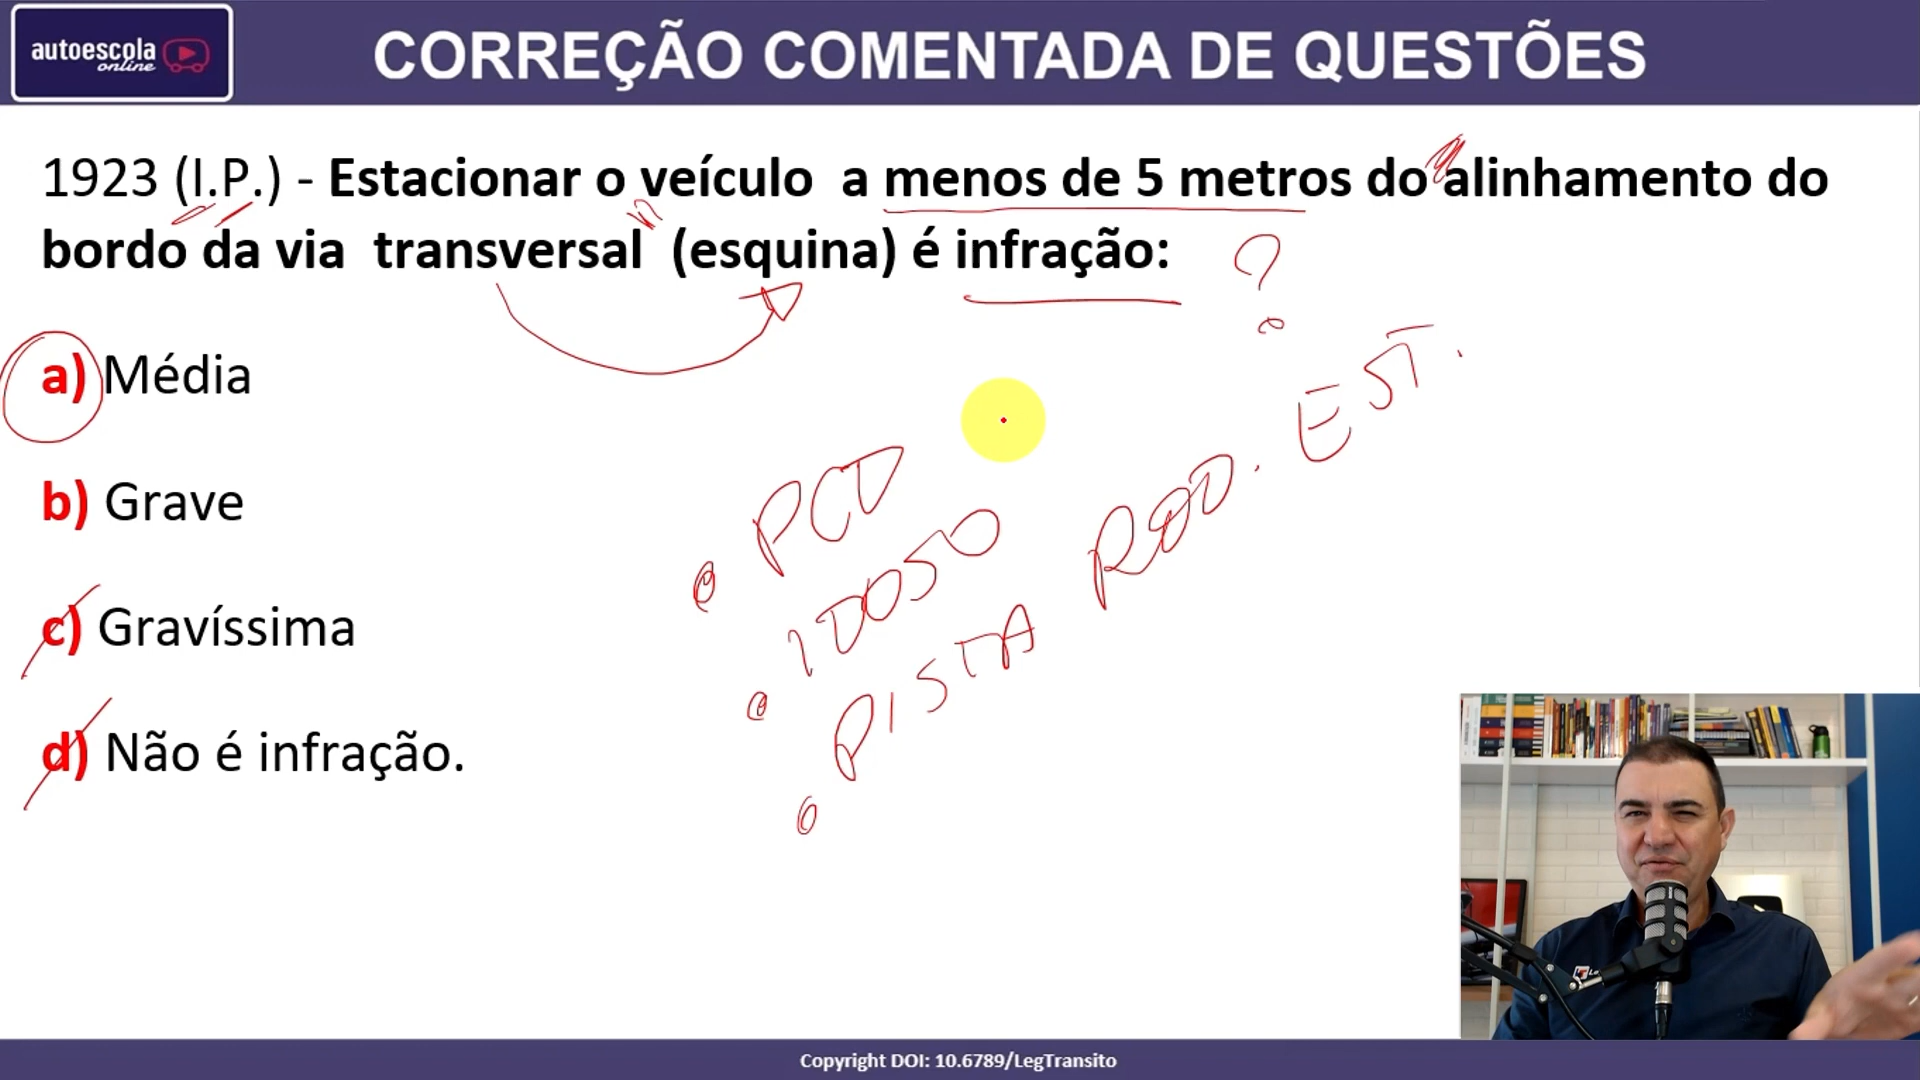 autoescola
online
CORREÇÃO COMENTADA DE QUESTÕES
1923 (I.P.) - Estacionar o veículo a menos de 5 metros do alinhamento do
bordo da via transversal (esquina) é infração:
?
a) Média
b) Grave
c) Gravíssima
d) Não é infração.
PCD
IDOSO
PISTA ROD. EST.
Copyright DOI: 10.6789/LegTransito